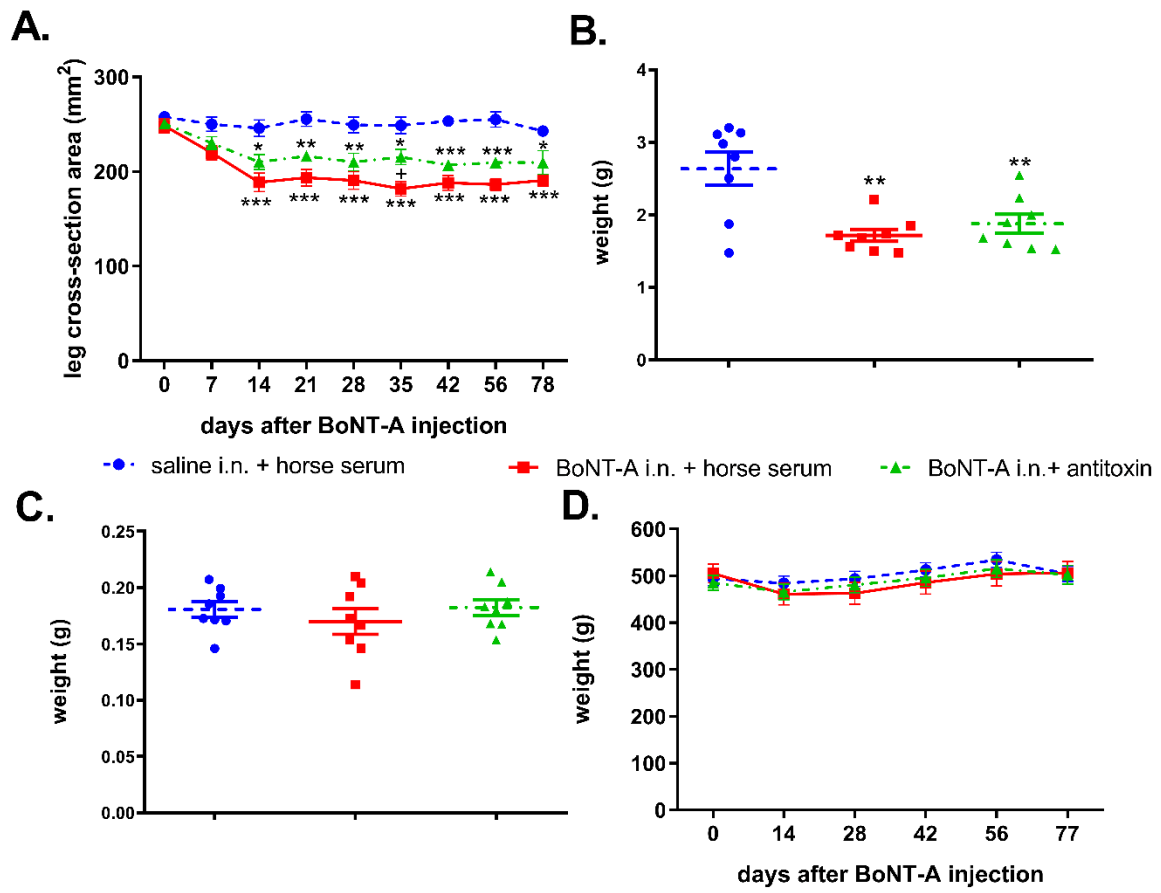 A.
leg cross-section area (mm²)
300
200
100
0
* ** ** * *** *** *
+
*** *** *** *** *** *** ***
0 7 14 21 28 35 42 56 78
days after BoNT-A injection
B.
weight (g)
4
3
2
1
0
**
**
saline i.n. + horse serum
BoNT-A i.n. + horse serum
BoNT-A i.n.+ antitoxin
C.
weight (g)
0.25
0.20
0.15
0.10
0.05
0.00
D.
weight (g)
600
500
400
300
200
100
0
0 14 28 42 56 77
days after BoNT-A injection